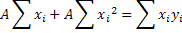 A∑xᵢ + A∑xᵢ² = ∑xᵢyᵢ